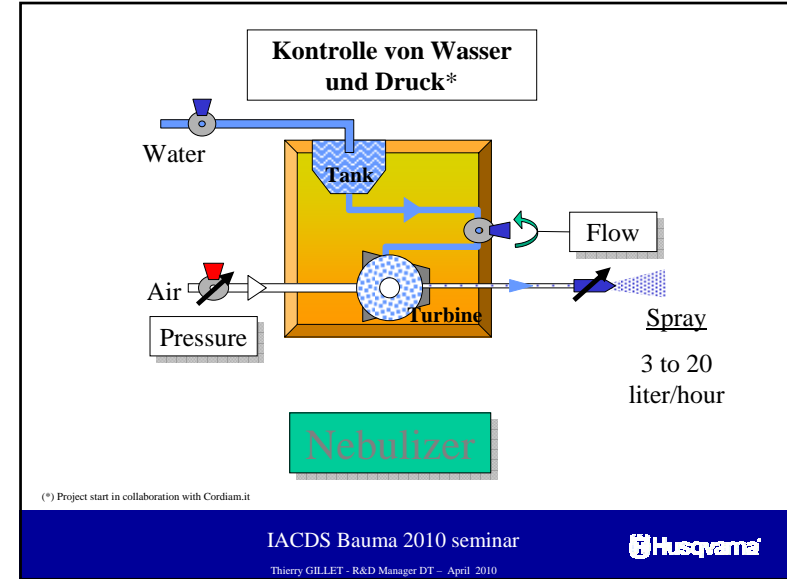 Kontrolle von Wasser
und Druck*
Water
Tank
Flow
Air
Turbine
Pressure
Spray
3 to 20
liter/hour
Nebulizer
(*) Project start in collaboration with Cordiam.it
IACDS Bauma 2010 seminar
Husqvarna
Thierry GILLET - R&D Manager DT – April 2010